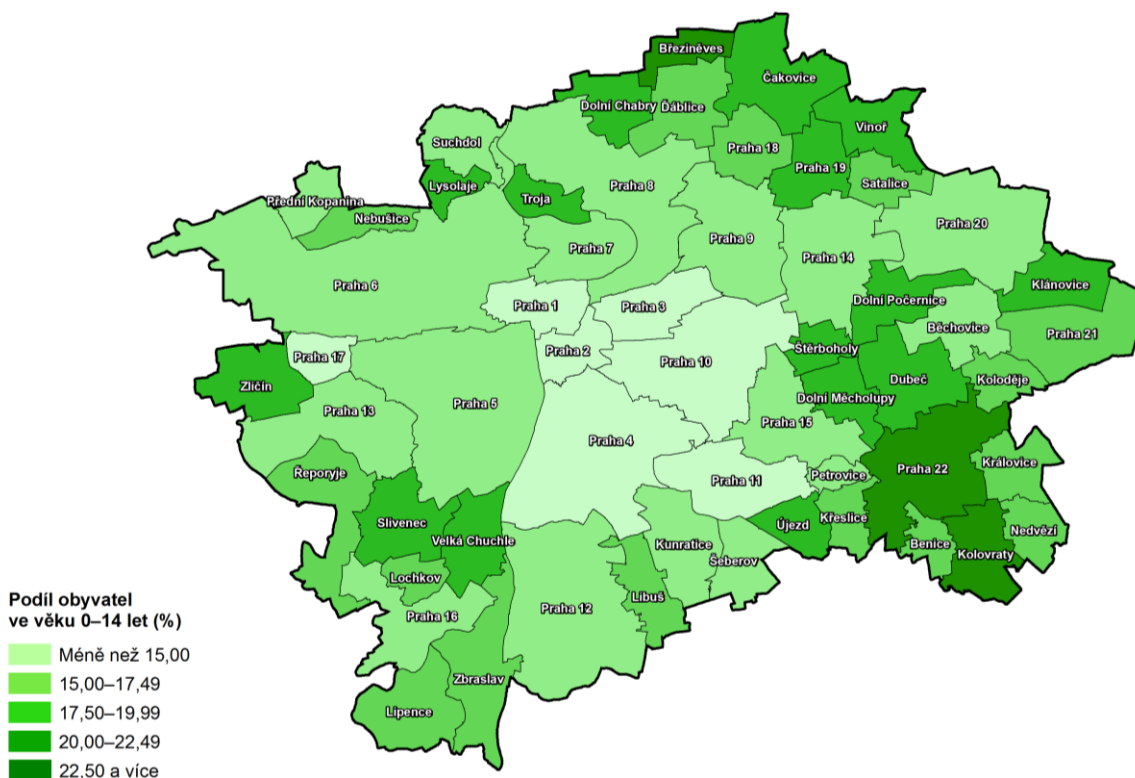 Březiněves
Čakovice
Dolní Chabry
Ďáblice
Vinoř
Suchdol
Praha 18
Praha 19
Lysolaje
Praha 8
Satalice
Troja
Přední Kopanina
Nebušice
Praha 20
Praha 7
Praha 9
Praha 14
Praha 6
Klánovice
Praha 1
Praha 3
Dolní Počernice
Běchovice
Praha 21
Praha 17
Praha 2
Praha 10
Štěrboholy
Zličín
Dubeč
Koloděje
Praha 5
Dolní Měcholupy
Praha 13
Praha 15
Praha 4
Řeporyje
Praha 22
Královice
Petrovice
Praha 11
Slivenec
Újezd
Křeslice
Nedvězí
Velká Chuchle
Kunratice
Benice
Kolovraty
Šeberov
Lochkov
Praha 16
Praha 12
Libuš
Zbraslav
Lipence
Podíl obyvatel
ve věku 0–14 let (%)
Méně než 15,00
15,00–17,49
17,50–19,99
20,00–22,49
22,50 a více